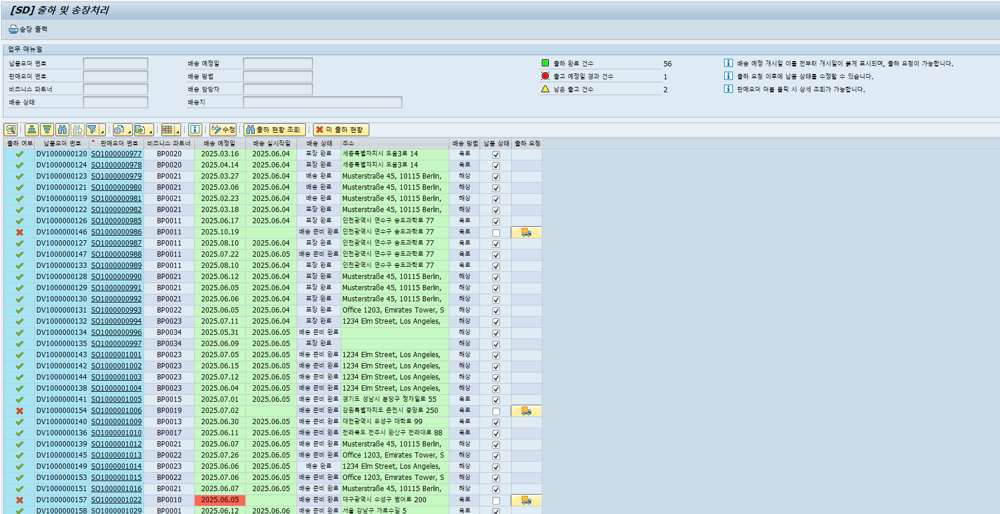 [SD] 출하 및 송장처리
송장 출력
업무 매뉴얼
납품오더 번호 배송 예정일 출하 완료 건수 56 배송 예정 개시일 이틀 전부터 개시일이 붉게 표시되며, 출하 요청이 가능합니다.
판매오더 번호 배송 방법 출고 예정일 경과 건수 1 출하 요청 이후에 납품 상태를 수정할 수 있습니다.
비즈니스 파트너 배송 담당자 남은 출고 건수 2 판매오더 더블 클릭 시 상세 조회가 가능합니다.
배송 상태 배송지
수정 출하 현황 조회 미 출하 현황
출하 여부 납품오더 번호 판매오더 번호 비즈니스 파트너 배송 예정일 배송 실시작일 배송 상태 주소 배송 방법 납품 상태 출하 요청
DV1000000120 SO1000000977 BP0020 2025.03.16 2025.06.04 포장 완료 세종특별자치시 도움3로 14 육로
DV1000000124 SO1000000978 BP0020 2025.04.14 2025.06.04 포장 완료 세종특별자치시 도움3로 14 육로
DV1000000123 SO1000000979 BP0021 2025.03.27 2025.06.04 배송 완료 Musterstraße 45, 10115 Berlin, 해상
DV1000000121 SO1000000980 BP0021 2025.03.06 2025.06.04 포장 완료 Musterstraße 45, 10115 Berlin, 해상
DV1000000119 SO1000000981 BP0021 2025.02.23 2025.06.04 배송 완료 Musterstraße 45, 10115 Berlin, 해상
DV1000000122 SO1000000982 BP0021 2025.03.18 2025.06.04 포장 완료 Musterstraße 45, 10115 Berlin, 해상
DV1000000126 SO1000000985 BP0011 2025.06.17 2025.06.04 포장 완료 인천광역시 연수구 송도과학로 77 육로
DV1000000146 SO1000000986 BP0011 2025.10.19 배송 준비 완료 인천광역시 연수구 송도과학로 77 육로
DV1000000127 SO1000000987 BP0011 2025.08.10 2025.06.04 포장 완료 인천광역시 연수구 송도과학로 77 육로
DV1000000147 SO1000000988 BP0011 2025.07.22 2025.06.05 배송 준비 완료 인천광역시 연수구 송도과학로 77 육로
DV1000000133 SO1000000989 BP0011 2025.08.10 2025.06.04 포장 완료 인천광역시 연수구 송도과학로 77 육로
DV1000000128 SO1000000990 BP0021 2025.06.12 2025.06.04 포장 완료 Musterstraße 45, 10115 Berlin, 해상
DV1000000129 SO1000000991 BP0021 2025.06.05 2025.06.04 포장 완료 Musterstraße 45, 10115 Berlin, 해상
DV1000000130 SO1000000992 BP0021 2025.06.06 2025.06.04 포장 완료 Musterstraße 45, 10115 Berlin, 해상
DV1000000131 SO1000000993 BP0022 2025.06.05 2025.06.04 포장 완료 Office 1203, Emirates Tower, S 해상
DV1000000132 SO1000000994 BP0023 2025.07.11 2025.06.04 포장 완료 1234 Elm Street, Los Angeles, 해상
DV1000000134 SO1000000996 BP0034 2025.05.31 2025.06.05 배송 준비 완료 해상
DV1000000135 SO1000000997 BP0034 2025.06.09 2025.06.05 포장 완료 해상
DV1000000143 SO1000001001 BP0023 2025.07.05 2025.06.05 배송 준비 완료 1234 Elm Street, Los Angeles, 해상
DV1000000142 SO1000001002 BP0023 2025.06.15 2025.06.05 배송 준비 완료 1234 Elm Street, Los Angeles, 해상
DV1000000144 SO1000001003 BP0023 2025.07.12 2025.06.05 배송 준비 완료 1234 Elm Street, Los Angeles, 해상
DV1000000138 SO1000001004 BP0023 2025.06.04 2025.06.05 배송 준비 완료 1234 Elm Street, Los Angeles, 해상
DV1000000141 SO1000001005 BP0015 2025.07.01 2025.06.05 배송 준비 완료 경기도 성남시 분당구 정자일로 55 육로
DV1000000154 SO1000001006 BP0019 2025.07.02 배송 준비 완료 강원특별자치도 춘천시 중앙로 250 육로
DV1000000140 SO1000001009 BP0013 2025.06.30 2025.06.05 배송 준비 완료 대전광역시 유성구 대학로 99 육로
DV1000000136 SO1000001010 BP0017 2025.06.11 2025.06.05 배송 준비 완료 전라북도 전주시 완산구 전라대로 88 육로
DV1000000139 SO1000001012 BP0021 2025.06.07 2025.06.05 배송 준비 완료 Musterstraße 45, 10115 Berlin, 해상
DV1000000145 SO1000001013 BP0022 2025.07.26 2025.06.05 배송 준비 완료 Office 1203, Emirates Tower, S 해상
DV1000000149 SO1000001014 BP0023 2025.06.06 2025.06.05 배송 완료 1234 Elm Street, Los Angeles, 해상
DV1000000153 SO1000001015 BP0022 2025.07.06 2025.06.05 배송 준비 완료 Office 1203, Emirates Tower, S 해상
DV1000000151 SO1000001016 BP0021 2025.06.07 2025.06.05 배송 준비 완료 Musterstraße 45, 10115 Berlin, 해상
DV1000000157 SO1000001022 BP0010 2025.06.05 배송 준비 완료 대구광역시 수성구 범어로 200 육로
DV1000000158 SO1000001029 BP0001 2025.06.12 2025.06.06 배송 준비 완료 서울 강남구 가로수길 5 육로